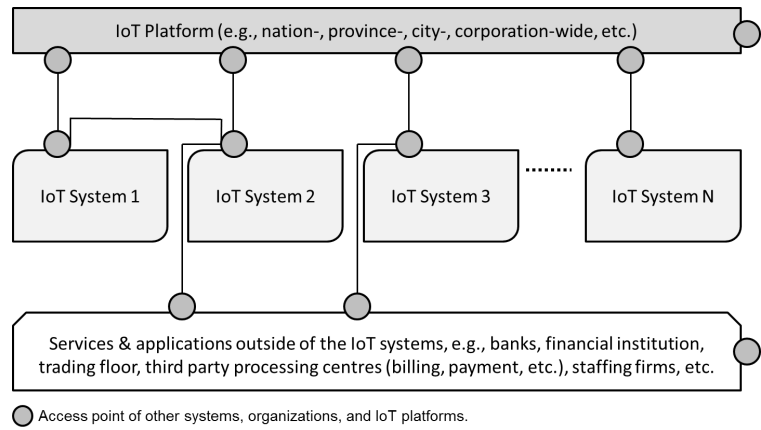 IoT Platform (e.g., nation-, province-, city-, corporation-wide, etc.)
IoT System 1
IoT System 2
IoT System 3
IoT System N
Services & applications outside of the IoT systems, e.g., banks, financial institution,
trading floor, third party processing centres (billing, payment, etc.), staffing firms, etc.
Access point of other systems, organizations, and IoT platforms.